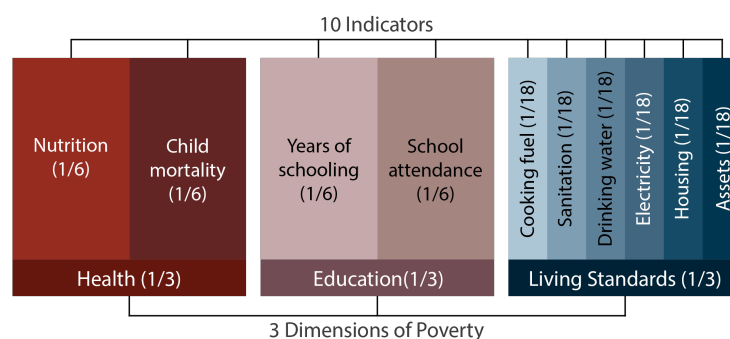 10 Indicators
Nutrition
(1/6)
Child
mortality
(1/6)
Years of
schooling
(1/6)
School
attendance
(1/6)
Cooking fuel (1/18)
Sanitation (1/18)
Drinking water (1/18)
Electricity (1/18)
Housing (1/18)
Assets (1/18)
Health (1/3)
Education(1/3)
Living Standards (1/3)
3 Dimensions of Poverty